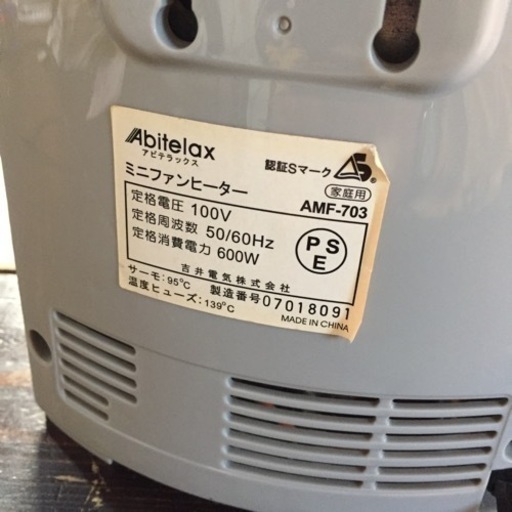 Abitelax
アビテラックス
認証Sマーク
ミニファンヒーター
家庭用
AMF-703
定格電圧 100V
定格周波数 50/60Hz
定格消費電力 600W
PS
E
吉井電気株式会社
サーモ:95°C
製造番号07018091
温度ヒューズ:139°C
MADE IN CHINA